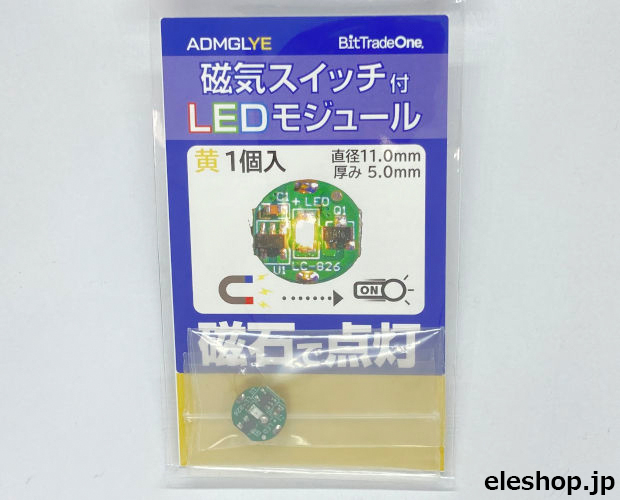 ADMGLYE
BitTradeOne.
磁気スイッチ付
LEDモジュール
黄 1個入
直径11.0mm
厚み 5.0mm
C1
+ LED
Q1
U1
LC-826
ON
磁石で点灯
eleshop.jp